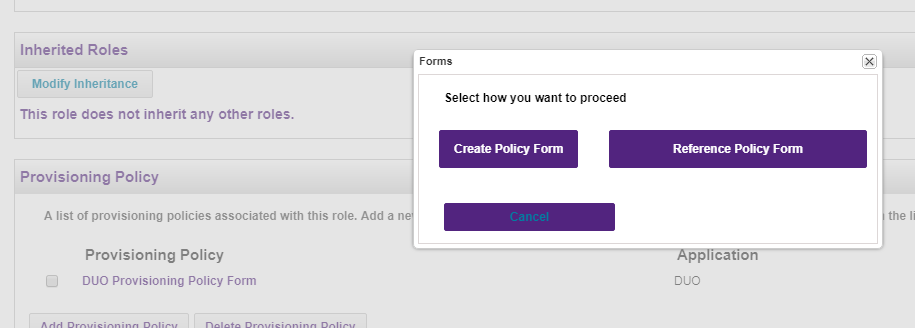 Inherited Roles
Modify Inheritance
This role does not inherit any other roles.
Forms
Select how you want to proceed
Create Policy Form
Reference Policy Form
Cancel
Provisioning Policy
A list of provisioning policies associated with this role. Add a ne
the li
Provisioning Policy
Application
DUO Provisioning Policy Form
DUO
Add Provisioning Policy
Delete Provisioning Policy